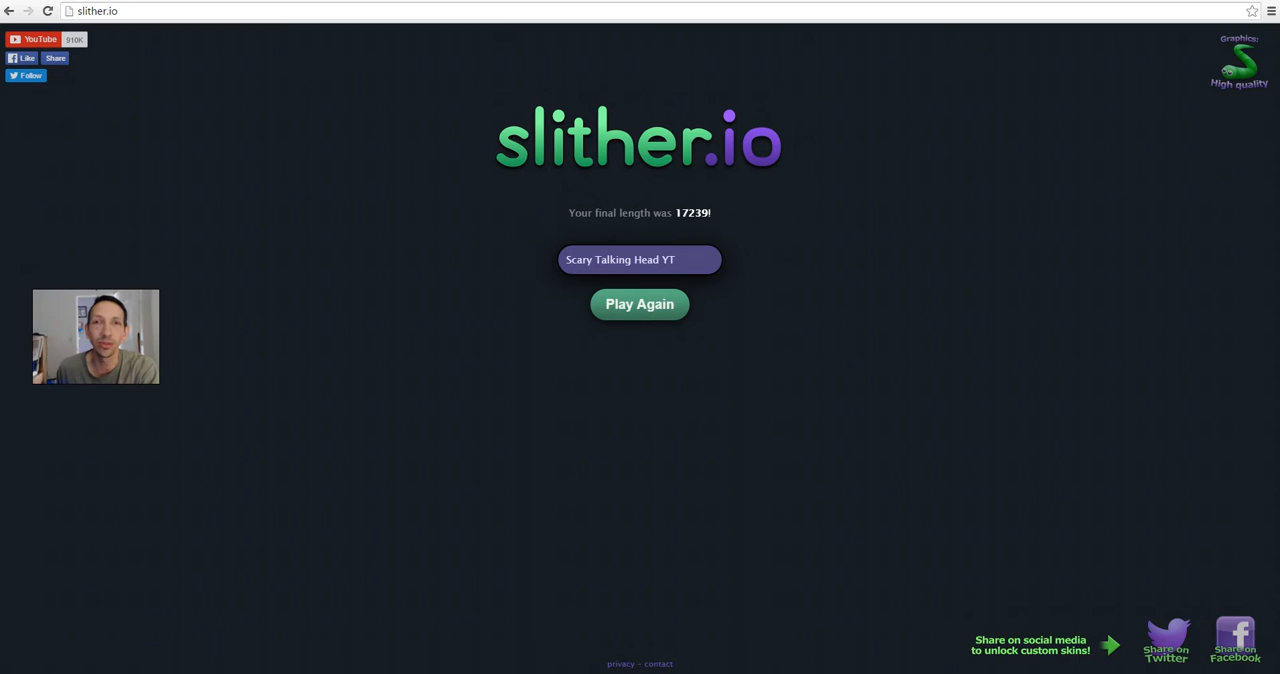 slither.io
YouTube 910K
Like Share
Follow
Graphics:
High quality
slither.io
Your final length was 17239!
Scary Talking Head YT
Play Again
Share on social media
to unlock custom skins!
Share on
Twitter
Share on
Facebook
privacy - contact